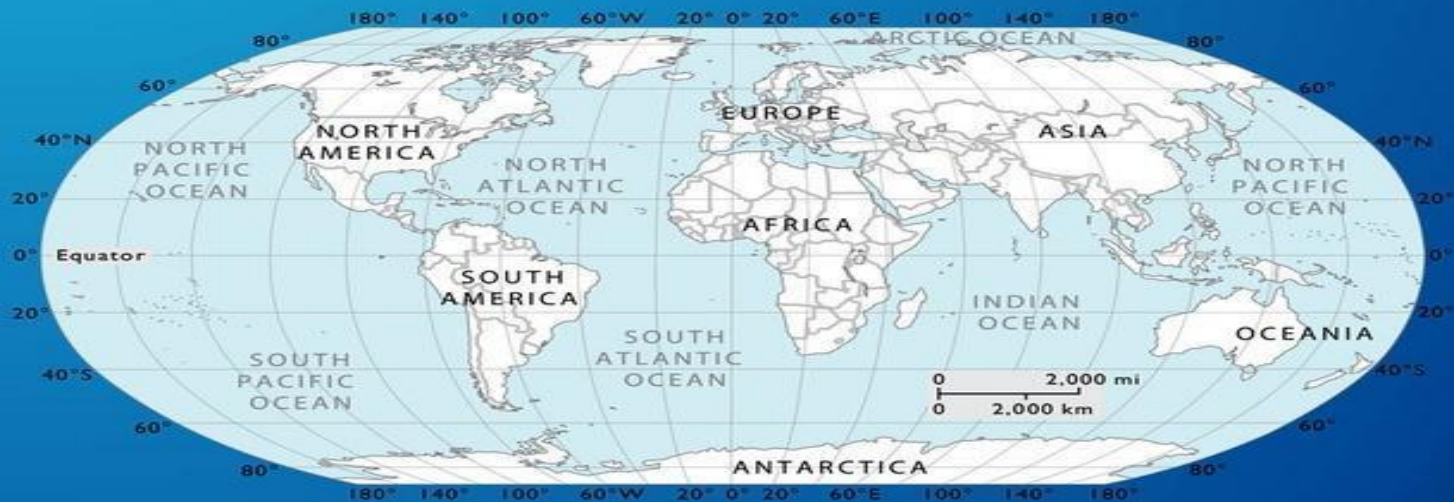 180° 140° 100° 60°W 20° 0° 20° 60°E 100° 140° 180°
ARCTIC OCEAN
80° 80°
60° 60°
EUROPE
NORTH
AMERICA
ASIA
40°N 40°N
NORTH
PACIFIC
OCEAN
NORTH
ATLANTIC
OCEAN
NORTH
PACIFIC
OCEAN
20° 20°
AFRICA
0° Equator 0°
SOUTH
AMERICA
INDIAN
OCEAN
20° 20°
OCEANIA
SOUTH
ATLANTIC
OCEAN
SOUTH
PACIFIC
OCEAN
40°S 40°S
0 2,000 mi
0 2,000 km
60° 60°
ANTARCTICA
80° 80°
180° 140° 100° 60°W 20° 0° 20° 60°E 100° 140° 180°